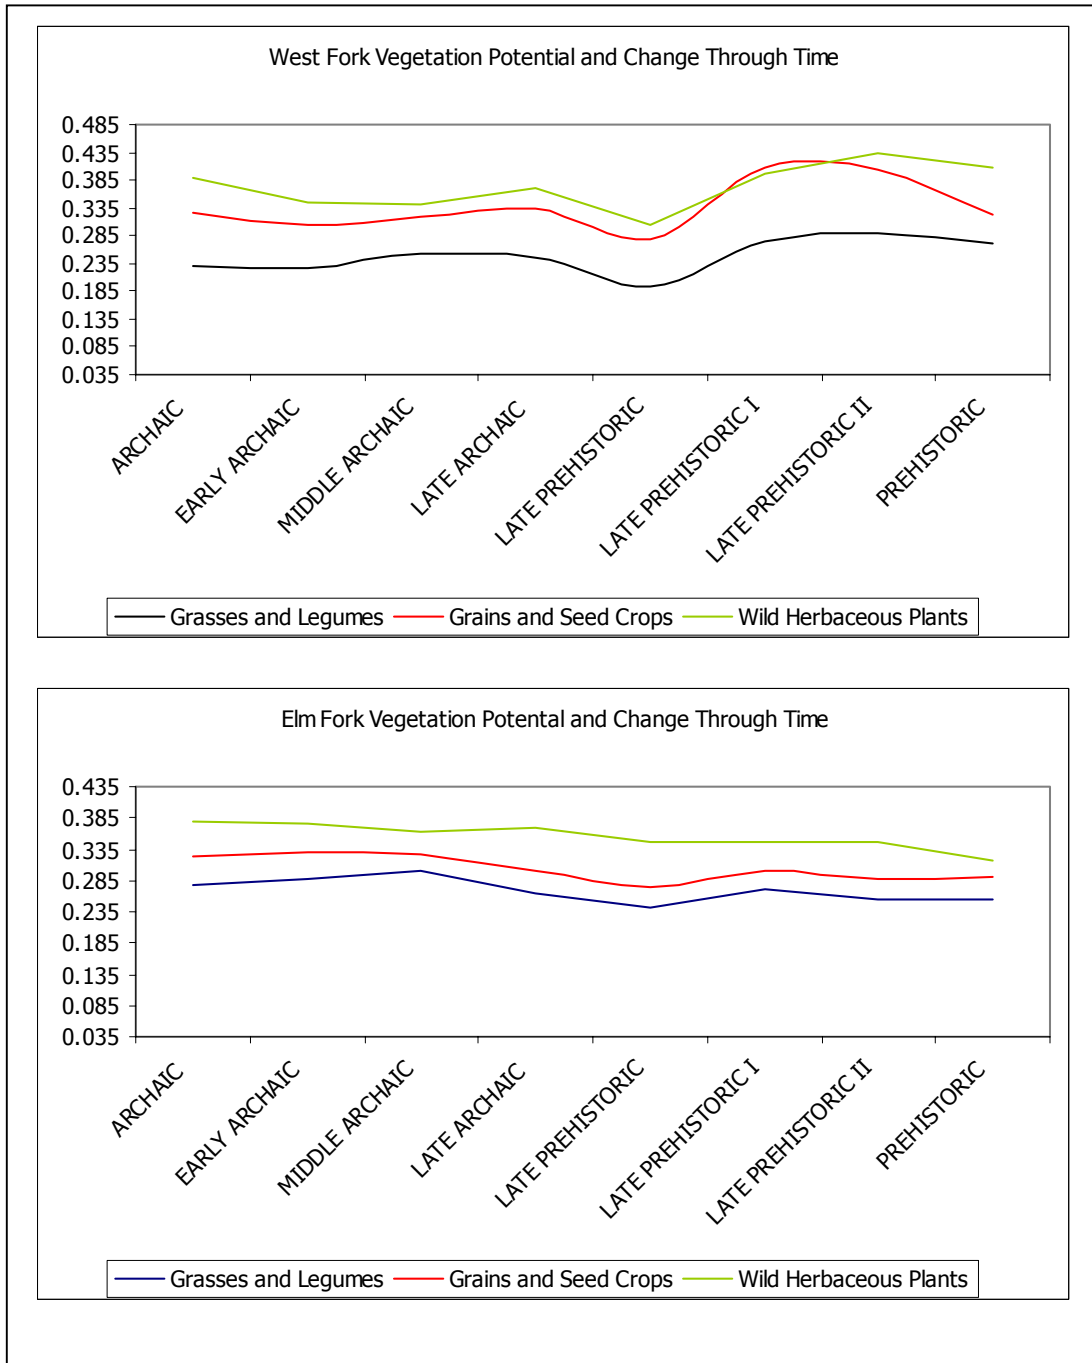 West Fork Vegetation Potential and Change Through Time
0.485
0.435
0.385
0.335
0.285
0.235
0.185
0.135
0.085
0.035
ARCHAIC
EARLY ARCHAIC
MIDDLE ARCHAIC
LATE ARCHAIC
LATE PREHISTORIC
LATE PREHISTORIC I
LATE PREHISTORIC II
PREHISTORIC
Grasses and Legumes Grains and Seed Crops Wild Herbaceous Plants
Elm Fork Vegetation Potental and Change Through Time
0.435
0.385
0.335
0.285
0.235
0.185
0.135
0.085
0.035
ARCHAIC
EARLY ARCHAIC
MIDDLE ARCHAIC
LATE ARCHAIC
LATE PREHISTORIC
LATE PREHISTORIC I
LATE PREHISTORIC II
PREHISTORIC
Grasses and Legumes Grains and Seed Crops Wild Herbaceous Plants